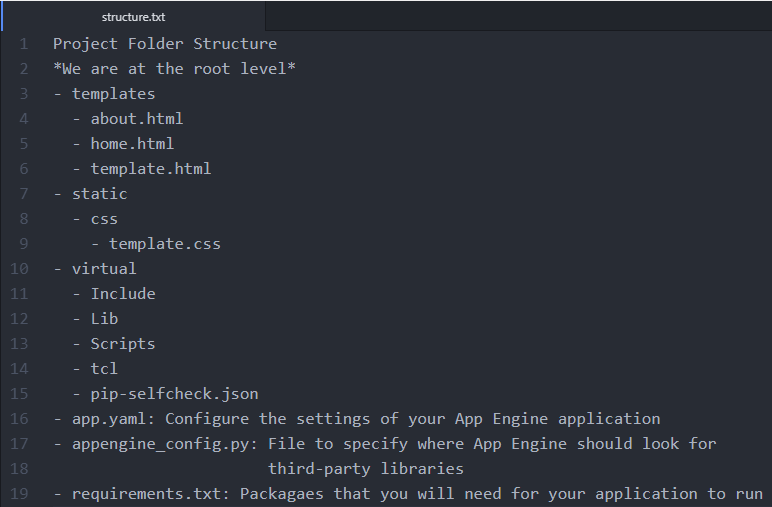 structure.txt
1 Project Folder Structure
2 *We are at the root level*
3 - templates
4   - about.html
5   - home.html
6   - template.html
7 - static
8   - css
9     - template.css
10 - virtual
11   - Include
12   - Lib
13   - Scripts
14   - tcl
15   - pip-selfcheck.json
16 - app.yaml: Configure the settings of your App Engine application
17 - appengine_config.py: File to specify where App Engine should look for
18                        third-party libraries
19 - requirements.txt: Packagaes that you will need for your application to run